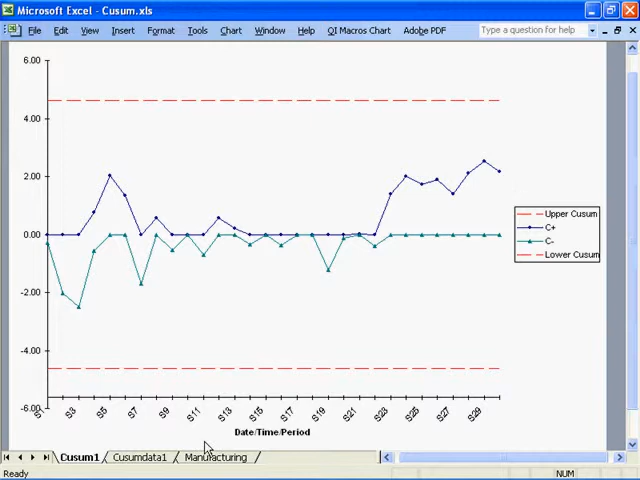 Microsoft Excel - Cusum.xls
File Edit View Insert Format Tools Chart Window Help QI Macros Chart Adobe PDF Type a question for help
6.00
4.00
2.00
0.00
-2.00
-4.00
-6.00
Upper Cusum
C+
C-
Lower Cusum
S1 S3 S5 S7 S9 S11 S13 S15 S17 S19 S21 S23 S25 S27 S29
Date/Time/Period
Cusum1 Cusumdata1 Manufacturing
Ready NUM